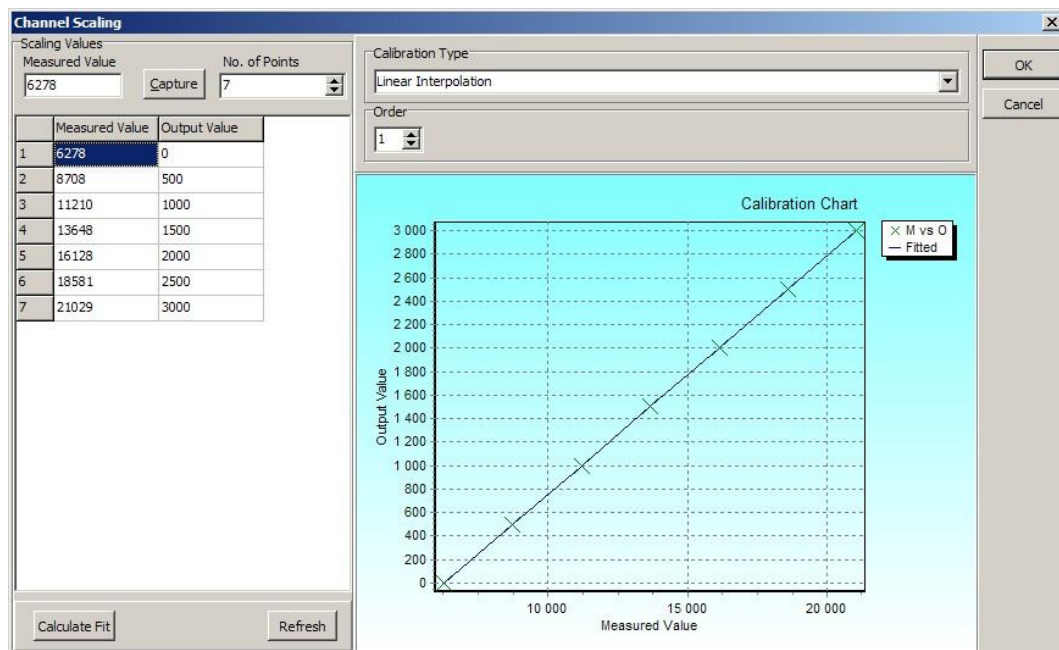 Channel Scaling
Scaling Values
Measured Value
No. of Points
6278
Capture
7
Measured Value Output Value
1 6278 0
2 8708 500
3 11210 1000
4 13648 1500
5 16128 2000
6 18581 2500
7 21029 3000
Calculate Fit
Refresh
Calibration Type
Linear Interpolation
Order
1
Calibration Chart
M vs O
Fitted
Output Value
3 000
2 800
2 600
2 400
2 200
2 000
1 800
1 600
1 400
1 200
1 000
800
600
400
200
0
10 000 15 000 20 000
Measured Value
OK
Cancel